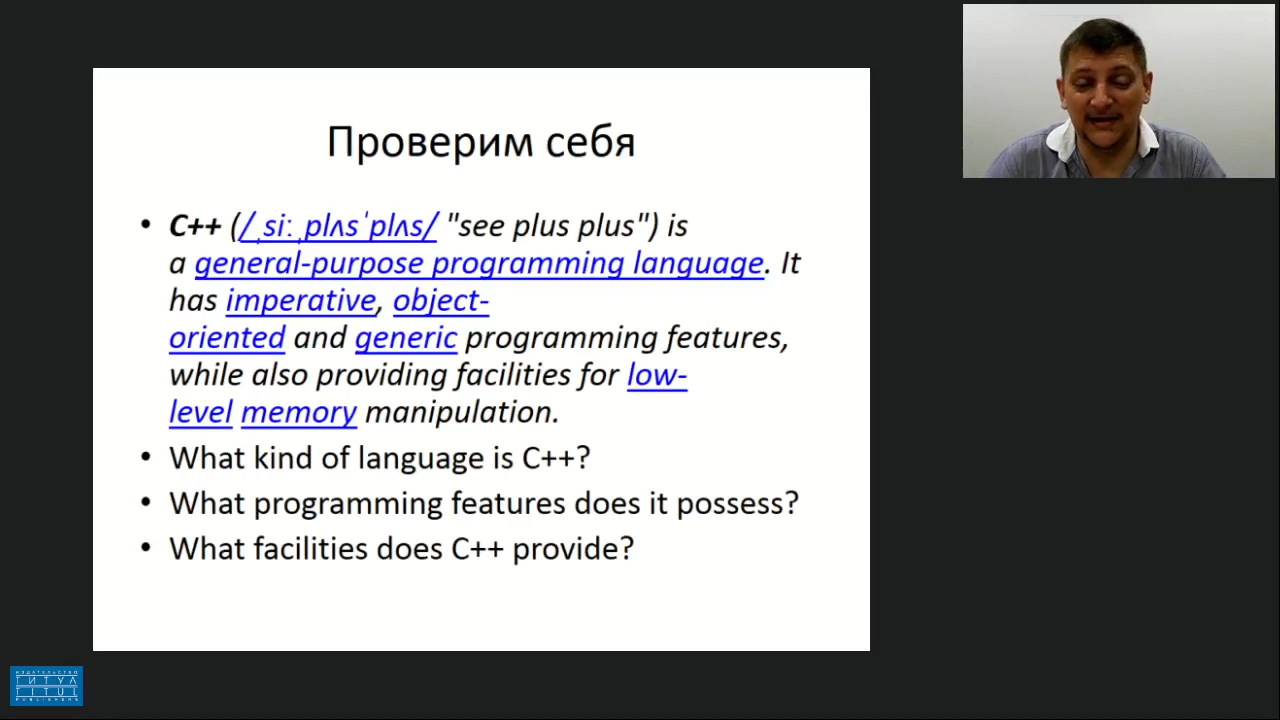 Проверим себя
• C++ (/ˌsiːˌplʌsˈplʌs/ "see plus plus") is
a general-purpose programming language. It
has imperative, object-
oriented and generic programming features,
while also providing facilities for low-
level memory manipulation.
• What kind of language is C++?
• What programming features does it possess?
• What facilities does C++ provide?
ИЗДАТЕЛЬСТВО
ТИТУЛ
TITUL
PUBLISHERS